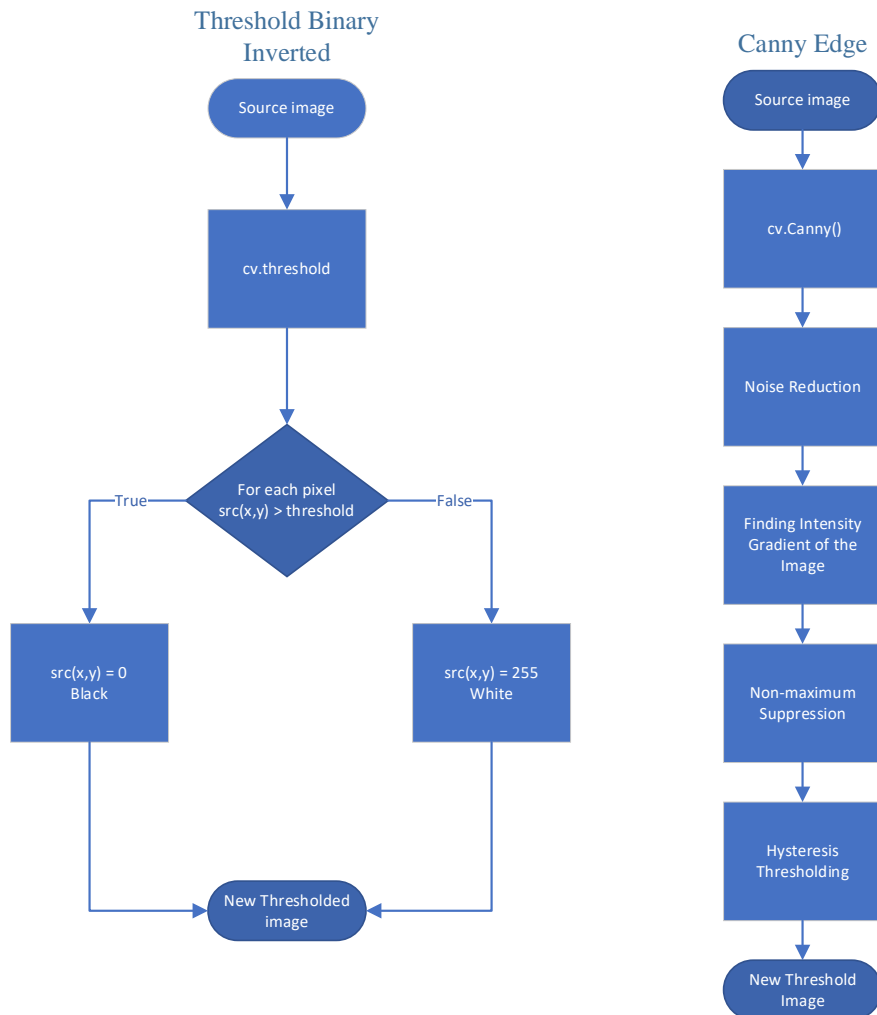 Threshold Binary
Inverted
Source image
cv.threshold
For each pixel
src(x,y) > threshold
True
False
src(x,y) = 0
Black
src(x,y) = 255
White
New Thresholded
image
Canny Edge
Source image
cv.Canny()
Noise Reduction
Finding Intensity
Gradient of the
Image
Non-maximum
Suppression
Hysteresis
Thresholding
New Threshold
Image